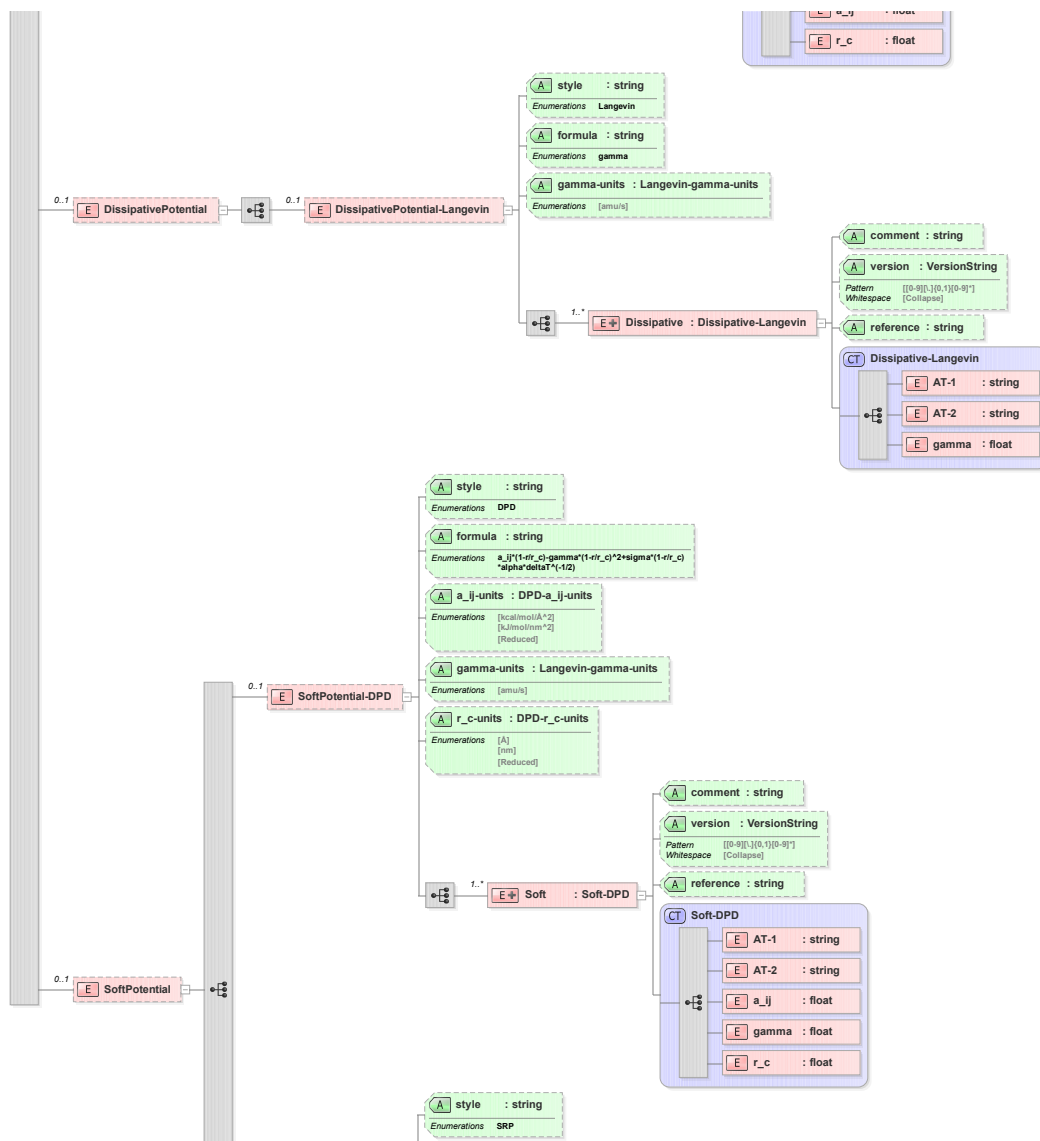 E a_ij : float
E r_c : float
A style : string
Enumerations Langevin
A formula : string
Enumerations gamma
A gamma-units : Langevin-gamma-units
Enumerations [amu/s]
0..1 E DissipativePotential 0..1 E DissipativePotential-Langevin
A comment : string
A version : VersionString
Pattern [[0-9][\.]{0,1}[0-9]*]
Whitespace [Collapse]
1..* E Dissipative : Dissipative-Langevin
A reference : string
CT Dissipative-Langevin
E AT-1 : string
E AT-2 : string
E gamma : float
A style : string
Enumerations DPD
A formula : string
Enumerations a_ij*(1-r/r_c)-gamma*(1-r/r_c)^2+sigma*(1-r/r_c)
*alpha*deltaT^(-1/2)
A a_ij-units : DPD-a_ij-units
Enumerations [kcal/mol/Å^2]
[kJ/mol/nm^2]
[Reduced]
A gamma-units : Langevin-gamma-units
Enumerations [amu/s]
0..1 E SoftPotential-DPD
A r_c-units : DPD-r_c-units
Enumerations [Å]
[nm]
[Reduced]
A comment : string
A version : VersionString
Pattern [[0-9][\.]{0,1}[0-9]*]
Whitespace [Collapse]
A reference : string
1..* E Soft : Soft-DPD
CT Soft-DPD
E AT-1 : string
E AT-2 : string
0..1 E SoftPotential
E a_ij : float
E gamma : float
E r_c : float
A style : string
Enumerations SRP